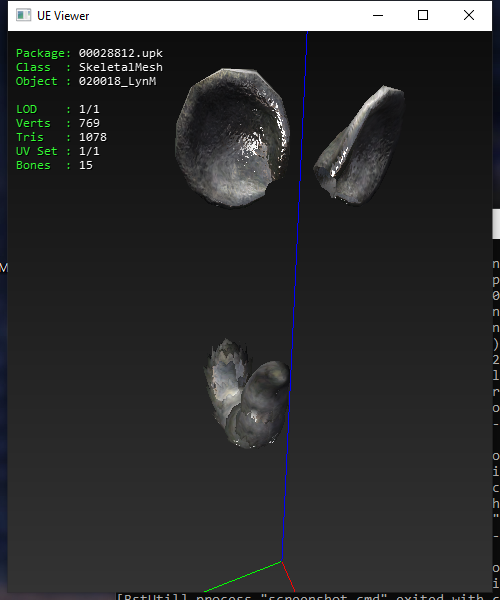 UE Viewer
Package: 00028812.upk
Class  : SkeletalMesh
Object : 020018_LynM
LOD    : 1/1
Verts  : 769
Tris   : 1078
UV Set : 1/1
Bones  : 15